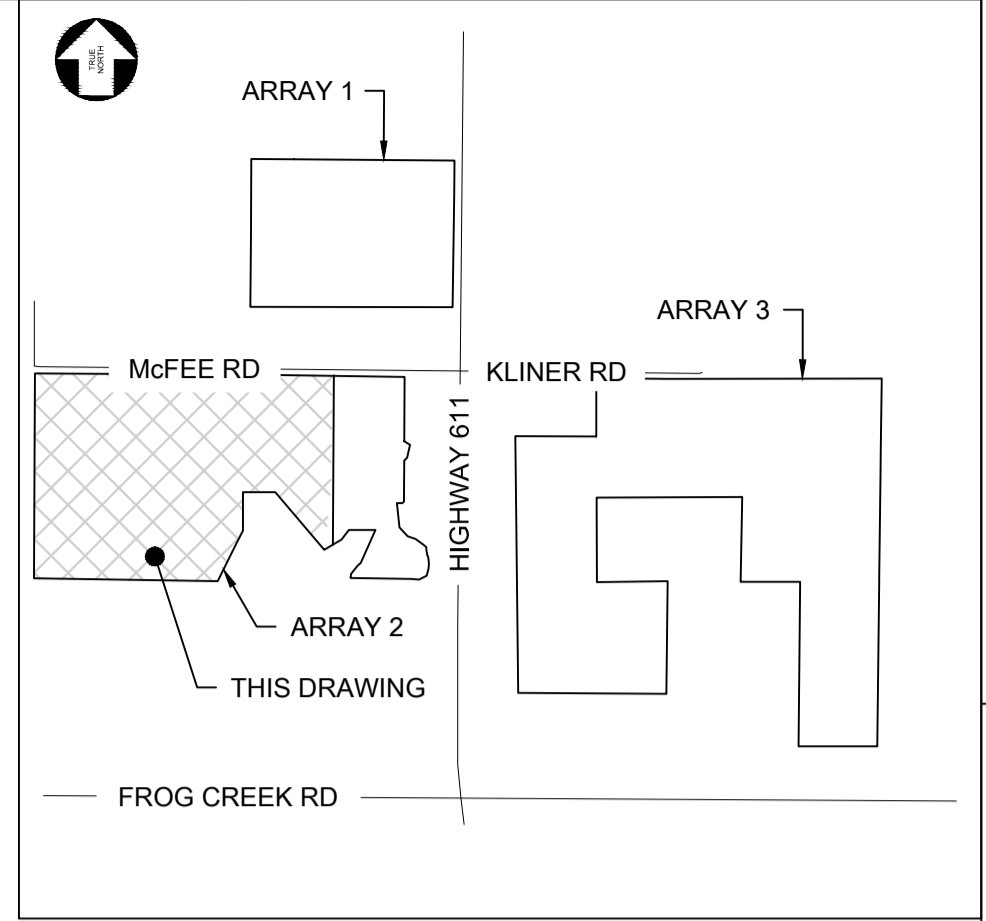 TRUE
NORTH
ARRAY 1
ARRAY 3
McFEE RD
KLINER RD
HIGHWAY 611
ARRAY 2
THIS DRAWING
FROG CREEK RD